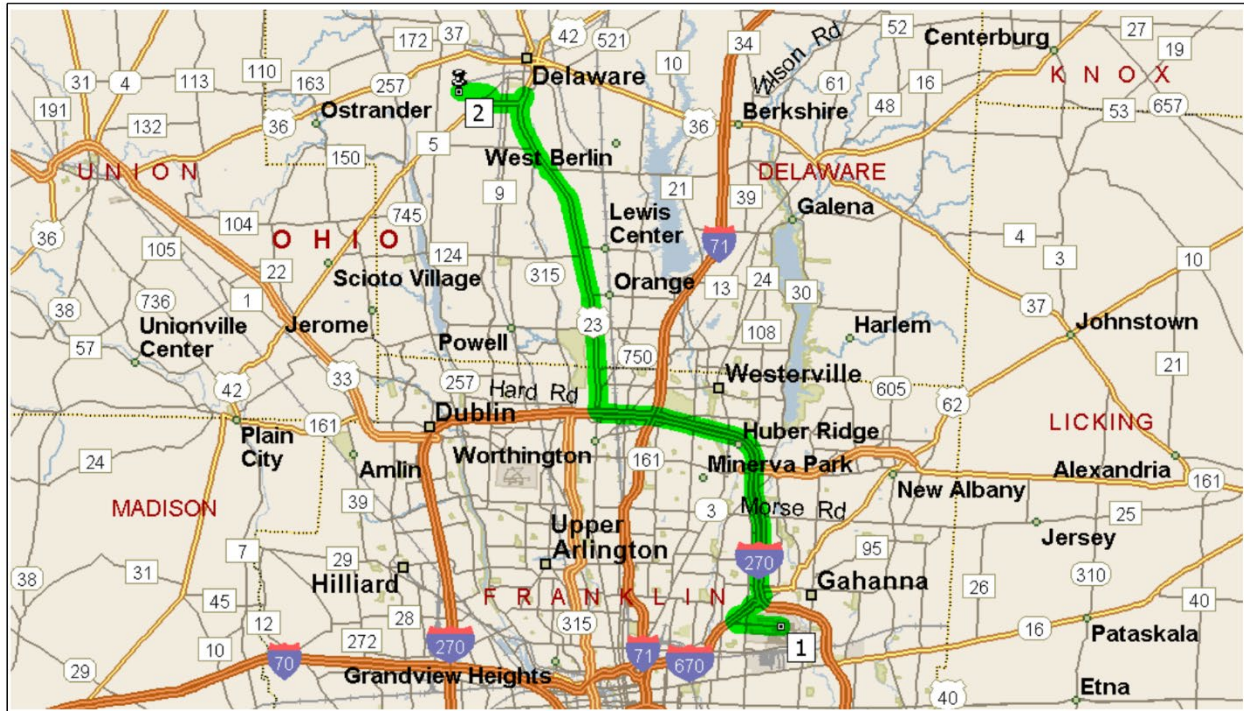 172 37 42 521 10 34 Wilson Rd 52 Centerburg 27
31 4 113 110 163 257 Delaware 61 16 19
K N O X
191 3 Ostrander 2 Berkshire 48 53 657
132 36 5 36
U N I O N 150 West Berlin DELAWARE
9 21 39
104 745 Lewis Center Galena
36 105 O H I O 124 71 4
22 Scioto Village 315 Orange 13 24 3 10
38 736 1 30 37
Unionville Center Jerome 23 108 Harlem Johnstown
57 Powell 750 21
33 257 Hard Rd Westerville 605
42 Dublin 62
161 Huber Ridge LICKING
Plain City Worthington 161 Minerva Park Alexandria
24 Amlin New Albany 161
MADISON 39 3 Morse Rd 25
Upper Arlington Jersey
7 29 270 95
38 31 Hilliard Gahanna 310
F R A N K L I N 26
45 28 315 40
12 272 270 71 670 1 16 Pataskala
10 70
29 Grandview Heights 40 Etna